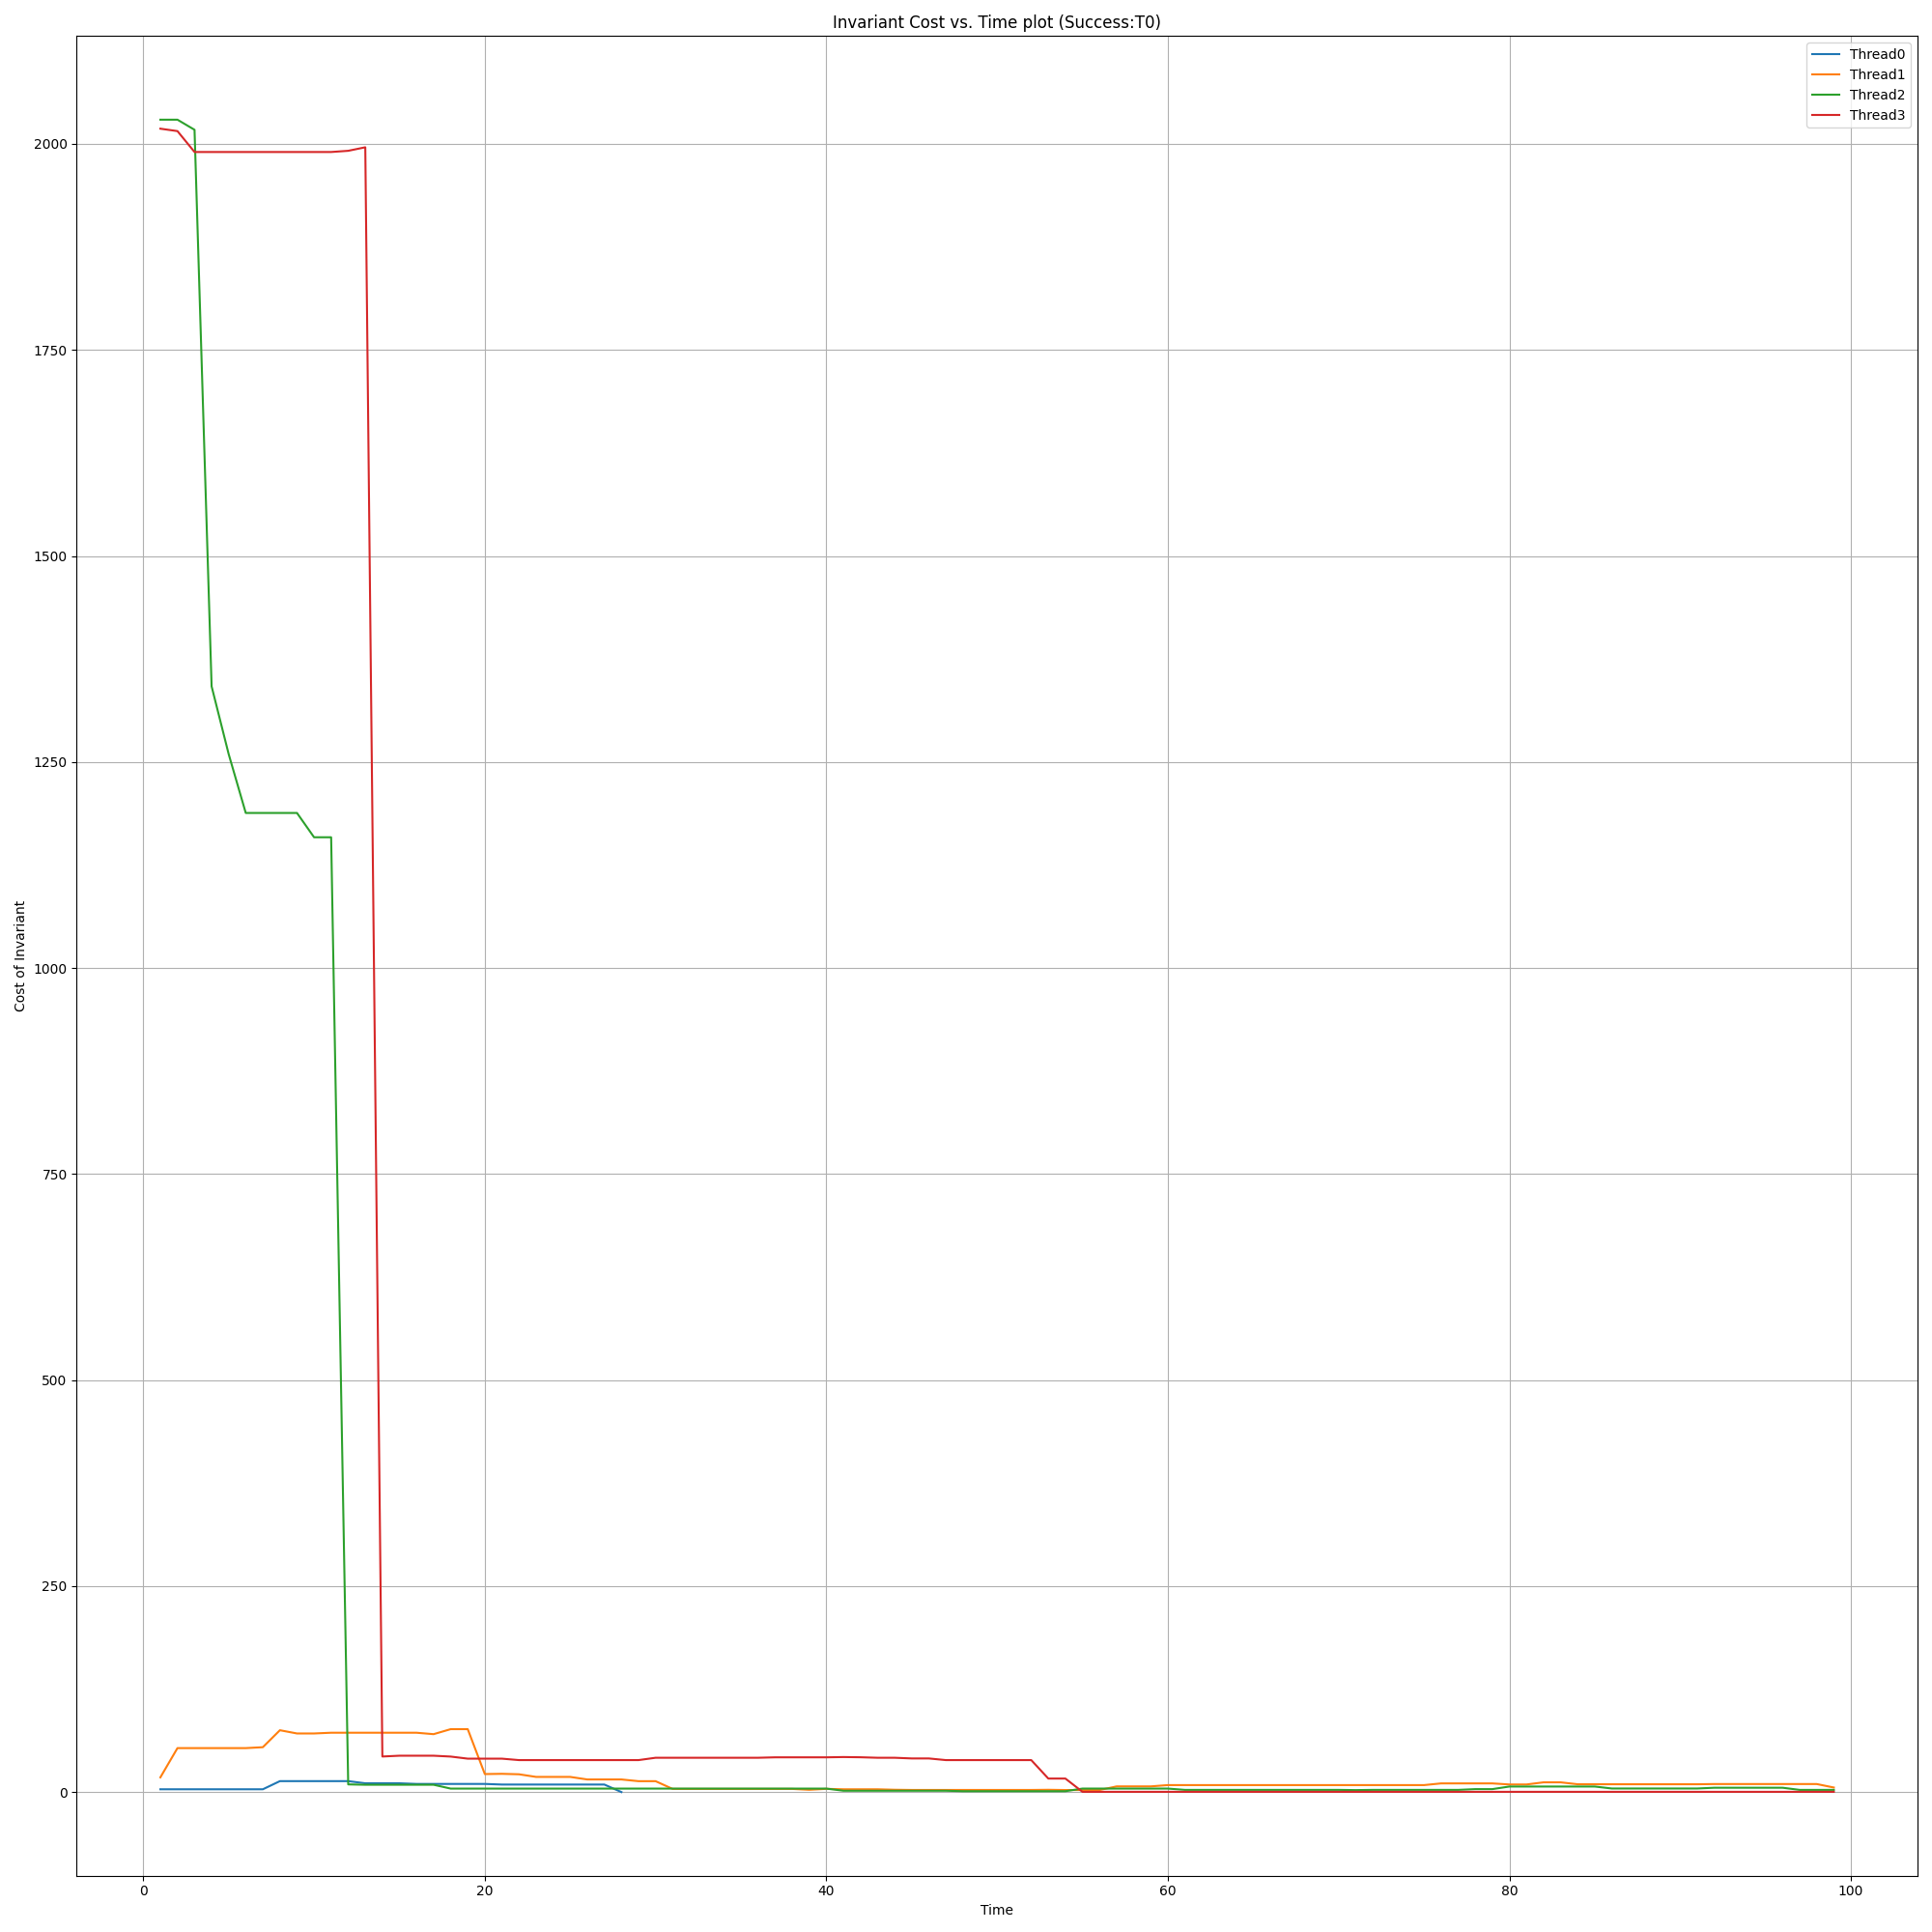 Invariant Cost vs. Time plot (Success:T0)
Thread0
Thread1
Thread2
Thread3
Cost of Invariant
2000
1750
1500
1250
1000
750
500
250
0
0 20 40 60 80 100
Time